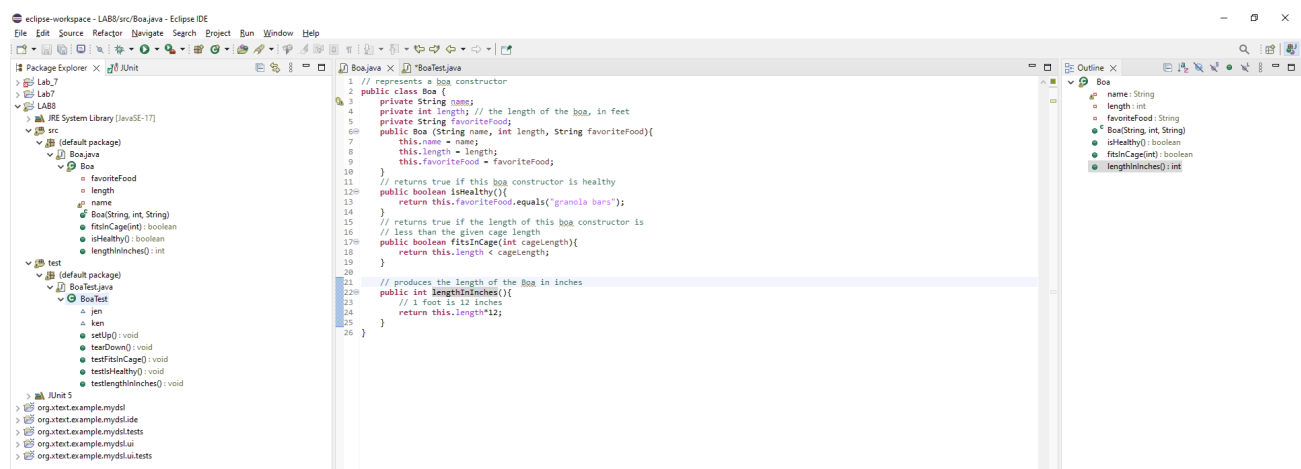 eclipse-workspace - LAB8/src/Boa.java - Eclipse IDE
File Edit Source Refactor Navigate Search Project Run Window Help
Package Explorer JUnit
Lab_7
Lab7
LAB8
JRE System Library [JavaSE-17]
src
(default package)
Boa.java
Boa
favoriteFood
length
name
Boa(String, int, String)
fitsInCage(int) : boolean
isHealthy() : boolean
lengthInInches() : int
test
(default package)
BoaTest.java
BoaTest
jen
ken
setUp() : void
tearDown() : void
testFitsInCage() : void
testIsHealthy() : void
testlengthInInches() : void
JUnit 5
org.xtext.example.mydsl
org.xtext.example.mydsl.ide
org.xtext.example.mydsl.tests
org.xtext.example.mydsl.ui
org.xtext.example.mydsl.ui.tests
Boa.java *BoaTest.java
1 // represents a boa constructor
2 public class Boa {
3 private String name;
4 private int length; // the length of the boa, in feet
5 private String favoriteFood;
6 public Boa (String name, int length, String favoriteFood){
7 this.name = name;
8 this.length = length;
9 this.favoriteFood = favoriteFood;
10 }
11 // returns true if this boa constructor is healthy
12 public boolean isHealthy(){
13 return this.favoriteFood.equals("granola bars");
14 }
15 // returns true if the length of this boa constructor is
16 // less than the given cage length
17 public boolean fitsInCage(int cageLength){
18 return this.length < cageLength;
19 }
20
21 // produces the length of the Boa in inches
22 public int lengthInInches(){
23 // 1 foot is 12 inches
24 return this.length*12;
25 }
26 }
Outline
Boa
name : String
length : int
favoriteFood : String
Boa(String, int, String)
isHealthy() : boolean
fitsInCage(int) : boolean
lengthInInches() : int